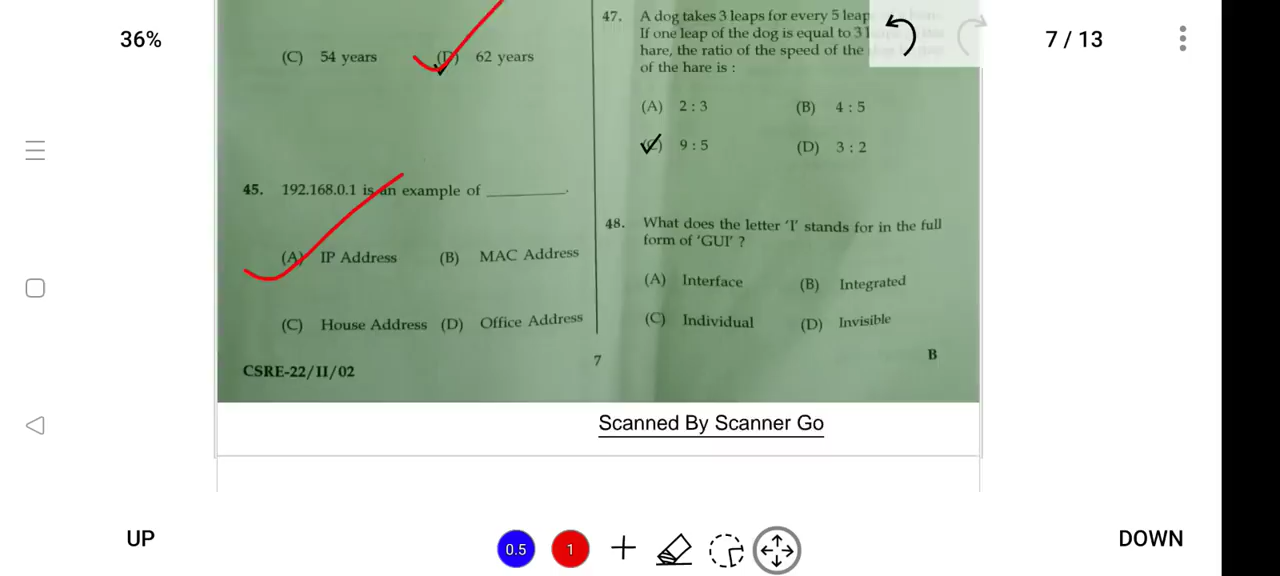 36%
7 / 13
(C) 54 years (D) 62 years
45. 192.168.0.1 is an example of ________.
(A) IP Address (B) MAC Address
(C) House Address (D) Office Address
CSRE-22/II/02
47. A dog takes 3 leaps for every 5 leap
If one leap of the dog is equal to 3
hare, the ratio of the speed of the
of the hare is :
(A) 2 : 3 (B) 4 : 5
(C) 9 : 5 (D) 3 : 2
48. What does the letter 'I' stands for in the full
form of 'GUI' ?
(A) Interface (B) Integrated
(C) Individual (D) Invisible
7
B
Scanned By Scanner Go
UP
0.5
1
DOWN